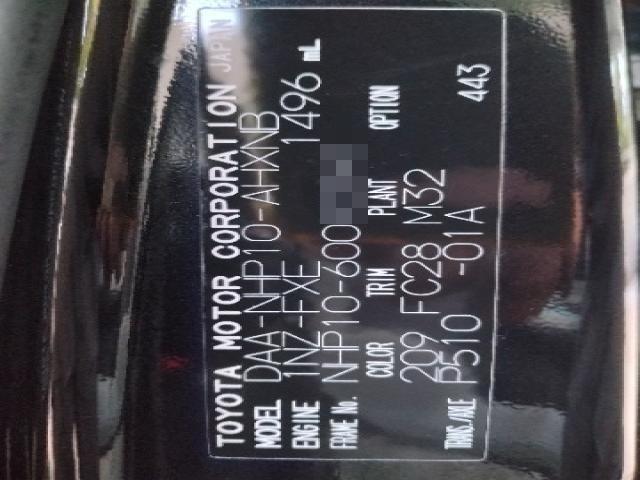 TOYOTA MOTOR CORPORATION JAPAN
MODEL DAA-NHP10-AHXNB
ENGINE 1NZ-FXE 1496 mL
FRAME No. NHP10-600
COLOR TRIM PLANT OPTION
209 FC28 M32
TRANS./AXLE P510 -01A 443